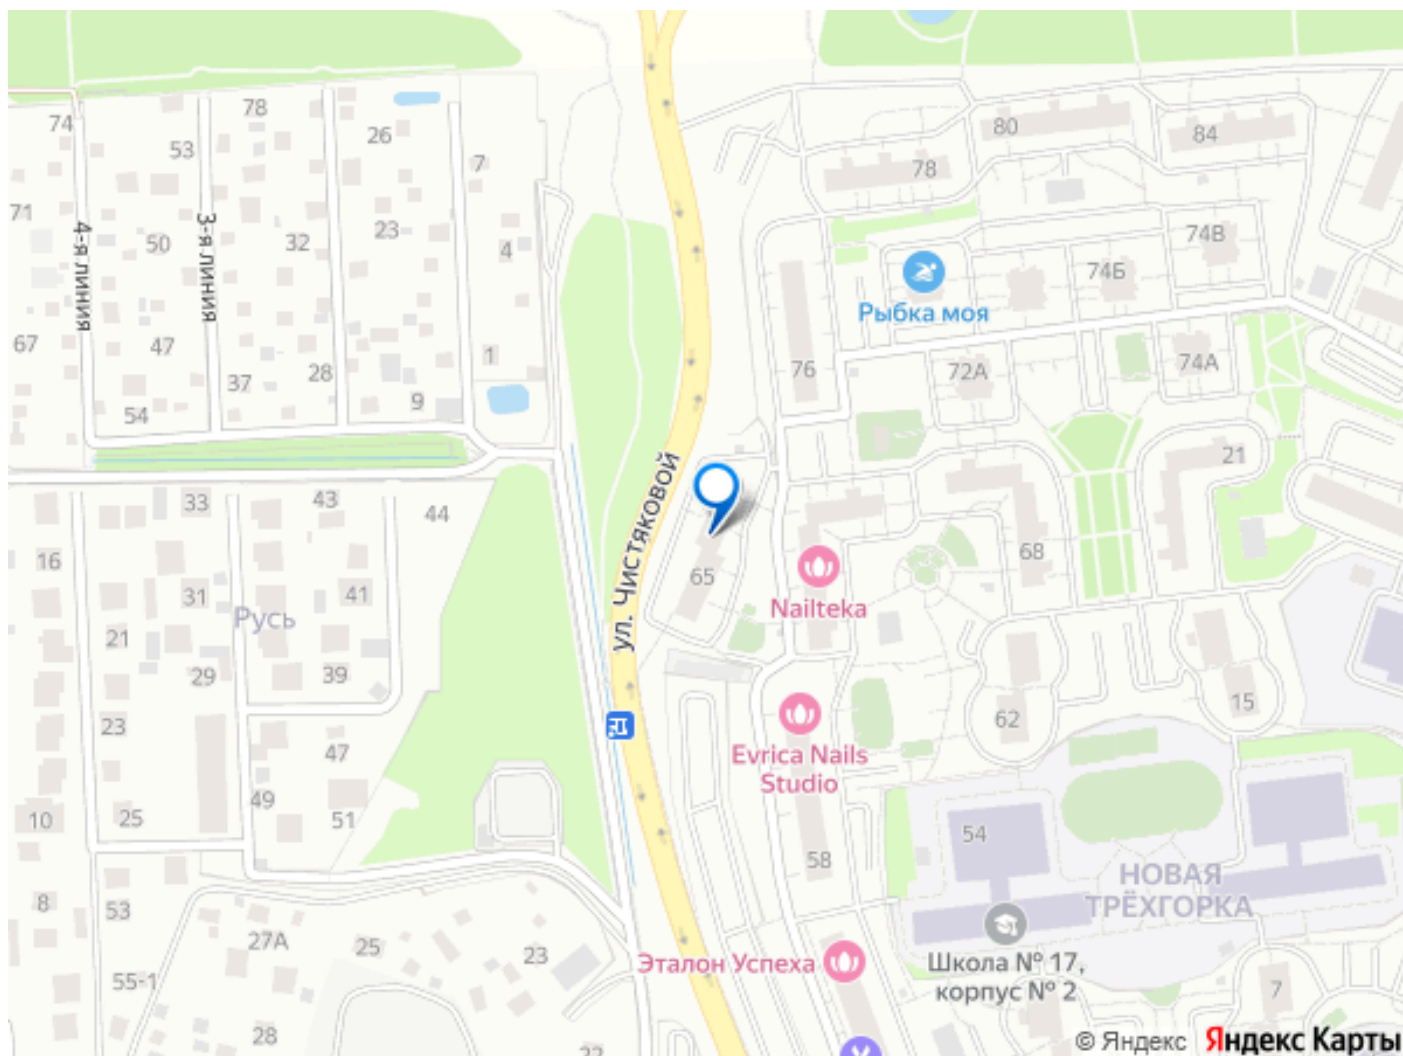 74
53
78
26
7
80
84
78
71
4-я линия
50
3-я линия
32
23
4
74В
74Б
Рыбка моя
67
47
37
28
1
76
72А
74А
54
9
21
ул. Чистяковой
33
43
44
16
31
41
65
68
Nailteka
Русь
21
29
39
62
15
23
47
Evrica Nails
Studio
49
10
25
51
58
54
НОВАЯ
ТРЁХГОРКА
8
53
27А
25
23
Эталон Успеха
Школа № 17,
корпус № 2
55-1
7
28
22
© Яндекс Яндекс Карты